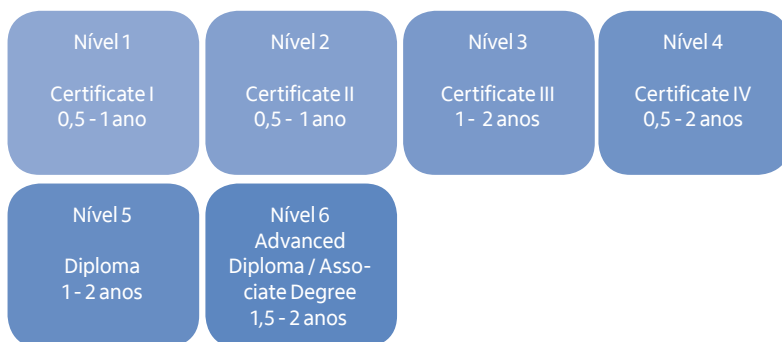 Nível 1
Certificate I
0,5 - 1 ano
Nível 2
Certificate II
0,5 - 1 ano
Nível 3
Certificate III
1 - 2 anos
Nível 4
Certificate IV
0,5 - 2 anos
Nível 5
Diploma
1 - 2 anos
Nível 6
Advanced
Diploma / Asso-
ciate Degree
1,5 - 2 anos